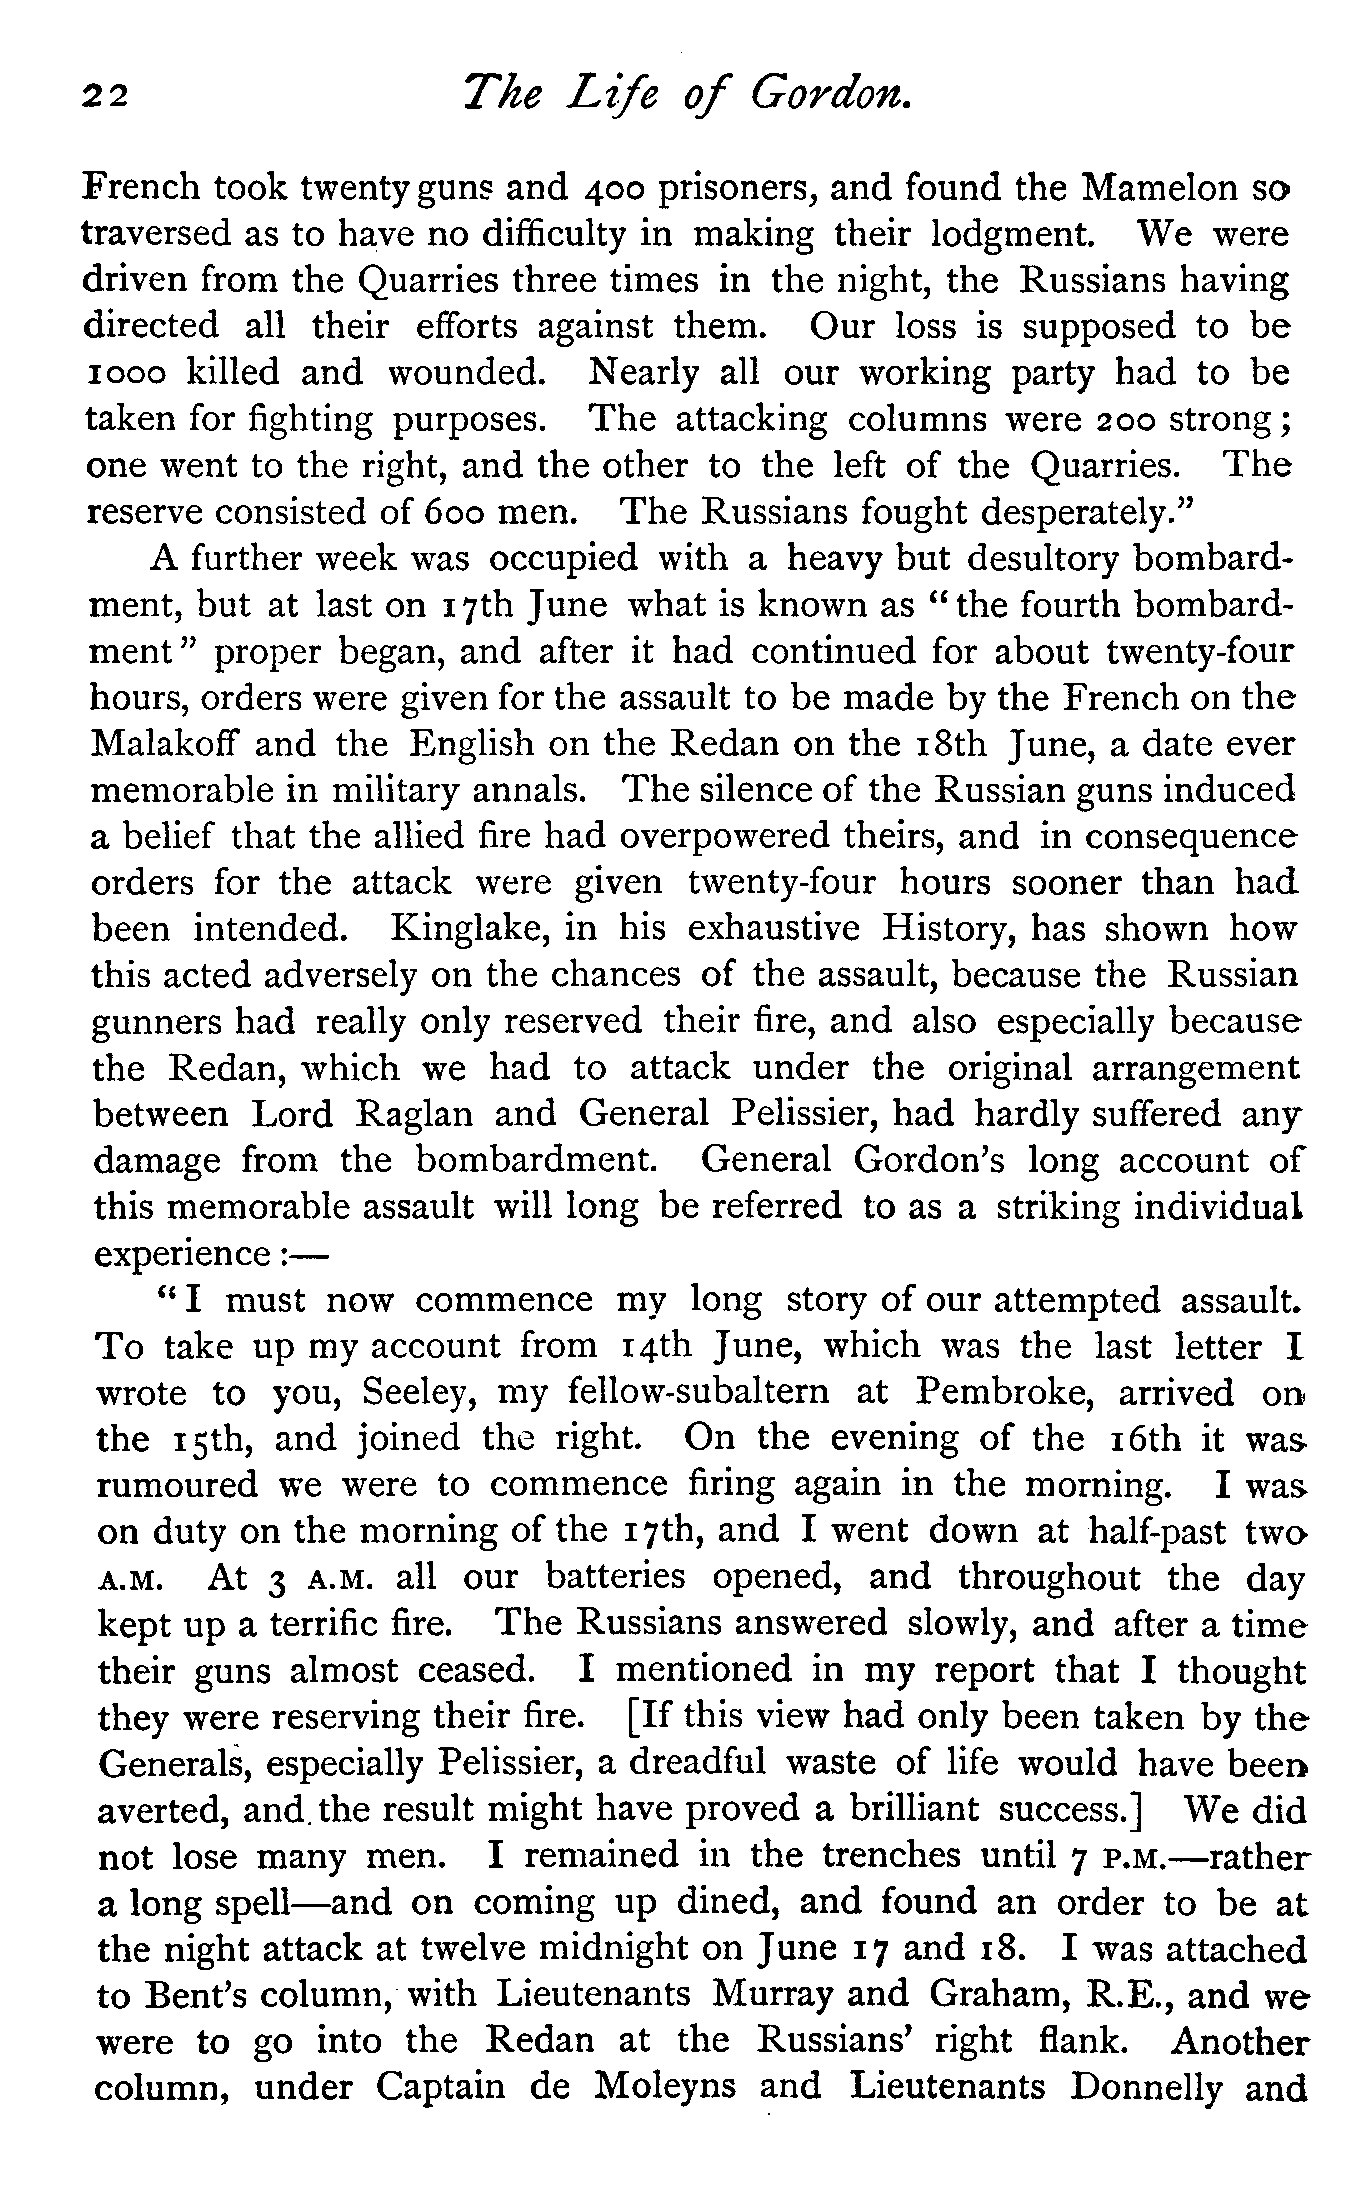 22 The Life of Gordon.
French took twenty guns and 400 prisoners, and found the Mamelon so
traversed as to have no difficulty in making their lodgment. We were
driven from the Quarries three times in the night, the Russians having
directed all their efforts against them. Our loss is supposed to be
1000 killed and wounded. Nearly all our working party had to be
taken for fighting purposes. The attacking columns were 200 strong;
one went to the right, and the other to the left of the Quarries. The
reserve consisted of 600 men. The Russians fought desperately."
A further week was occupied with a heavy but desultory bombard-
ment, but at last on 17th June what is known as "the fourth bombard-
ment" proper began, and after it had continued for about twenty-four
hours, orders were given for the assault to be made by the French on the
Malakoff and the English on the Redan on the 18th June, a date ever
memorable in military annals. The silence of the Russian guns induced
a belief that the allied fire had overpowered theirs, and in consequence
orders for the attack were given twenty-four hours sooner than had
been intended. Kinglake, in his exhaustive History, has shown how
this acted adversely on the chances of the assault, because the Russian
gunners had really only reserved their fire, and also especially because
the Redan, which we had to attack under the original arrangement
between Lord Raglan and General Pelissier, had hardly suffered any
damage from the bombardment. General Gordon's long account of
this memorable assault will long be referred to as a striking individual
experience:—
"I must now commence my long story of our attempted assault.
To take up my account from 14th June, which was the last letter I
wrote to you, Seeley, my fellow-subaltern at Pembroke, arrived on
the 15th, and joined the right. On the evening of the 16th it was
rumoured we were to commence firing again in the morning. I was
on duty on the morning of the 17th, and I went down at half-past two
A.M. At 3 A.M. all our batteries opened, and throughout the day
kept up a terrific fire. The Russians answered slowly, and after a time
their guns almost ceased. I mentioned in my report that I thought
they were reserving their fire. [If this view had only been taken by the
Generals, especially Pelissier, a dreadful waste of life would have been
averted, and the result might have proved a brilliant success.] We did
not lose many men. I remained in the trenches until 7 P.M.—rather
a long spell—and on coming up dined, and found an order to be at
the night attack at twelve midnight on June 17 and 18. I was attached
to Bent's column, with Lieutenants Murray and Graham, R.E., and we
were to go into the Redan at the Russians' right flank. Another
column, under Captain de Moleyns and Lieutenants Donnelly and